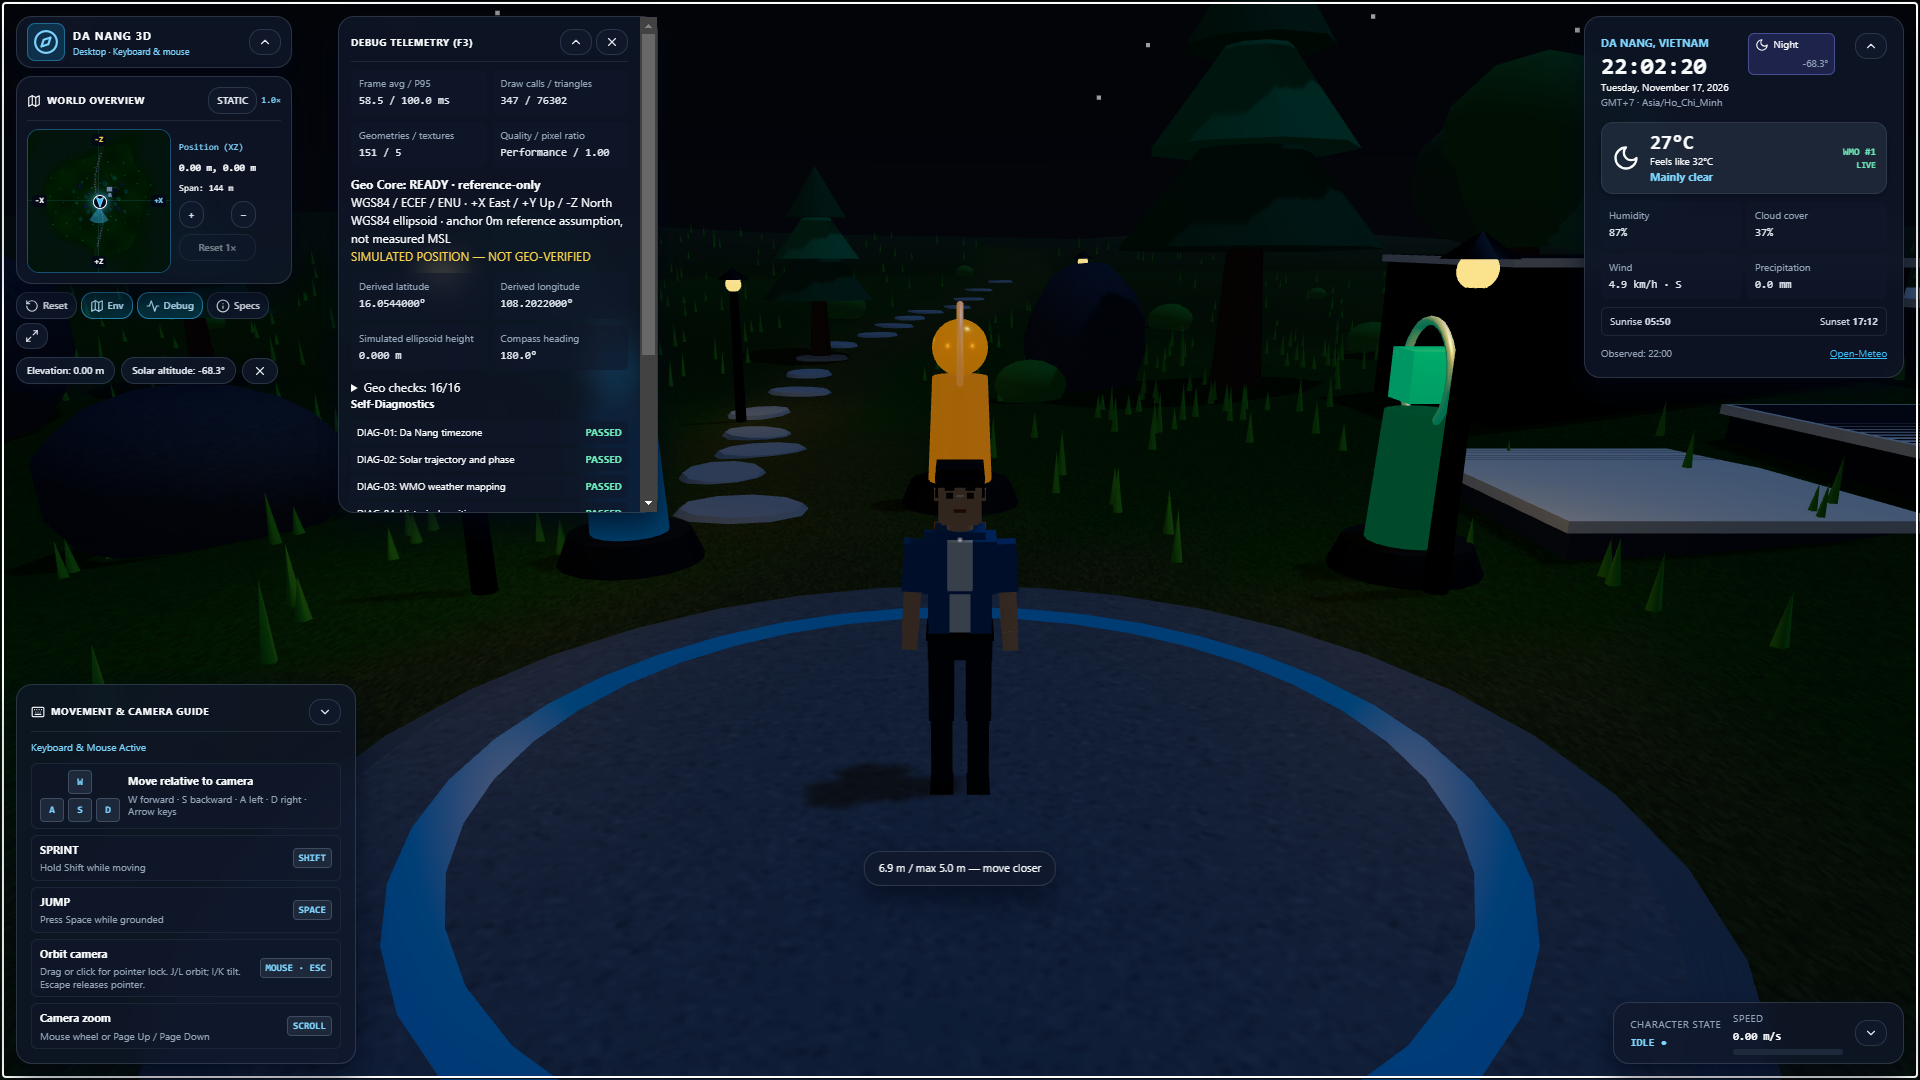 DA NANG 3D
Desktop · Keyboard & mouse
WORLD OVERVIEW
STATIC
1.0×
-Z
-X
+X
+Z
Position (XZ)
0.00 m, 0.00 m
Span: 144 m
+
−
Reset 1×
Reset
Env
Debug
Specs
Elevation: 0.00 m
Solar altitude: -68.3°
DEBUG TELEMETRY (F3)
Frame avg / P95
58.5 / 100.0 ms
Draw calls / triangles
347 / 76302
Geometries / textures
151 / 5
Quality / pixel ratio
Performance / 1.00
Geo Core: READY · reference-only
WGS84 / ECEF / ENU · +X East / +Y Up / -Z North
WGS84 ellipsoid · anchor 0m reference assumption,
not measured MSL
SIMULATED POSITION — NOT GEO-VERIFIED
Derived latitude
16.0544000°
Derived longitude
108.2022000°
Simulated ellipsoid height
0.000 m
Compass heading
180.0°
Geo checks: 16/16
Self-Diagnostics
DIAG-01: Da Nang timezone
PASSED
DIAG-02: Solar trajectory and phase
PASSED
DIAG-03: WMO weather mapping
PASSED
DA NANG, VIETNAM
22:02:20
Tuesday, November 17, 2026
GMT+7 · Asia/Ho_Chi_Minh
Night
-68.3°
27°C
Feels like 32°C
Mainly clear
WMO #1
LIVE
Humidity
87%
Cloud cover
37%
Wind
4.9 km/h · S
Precipitation
0.0 mm
Sunrise 05:50
Sunset 17:12
Observed: 22:00
Open-Meteo
MOVEMENT & CAMERA GUIDE
Keyboard & Mouse Active
W
A
S
D
Move relative to camera
W forward · S backward · A left · D right ·
Arrow keys
SPRINT
Hold Shift while moving
SHIFT
JUMP
Press Space while grounded
SPACE
Orbit camera
Drag or click for pointer lock. J/L orbit; I/K tilt.
Escape releases pointer.
MOUSE · ESC
Camera zoom
Mouse wheel or Page Up / Page Down
SCROLL
6.9 m / max 5.0 m — move closer
CHARACTER STATE
IDLE
SPEED
0.00 m/s